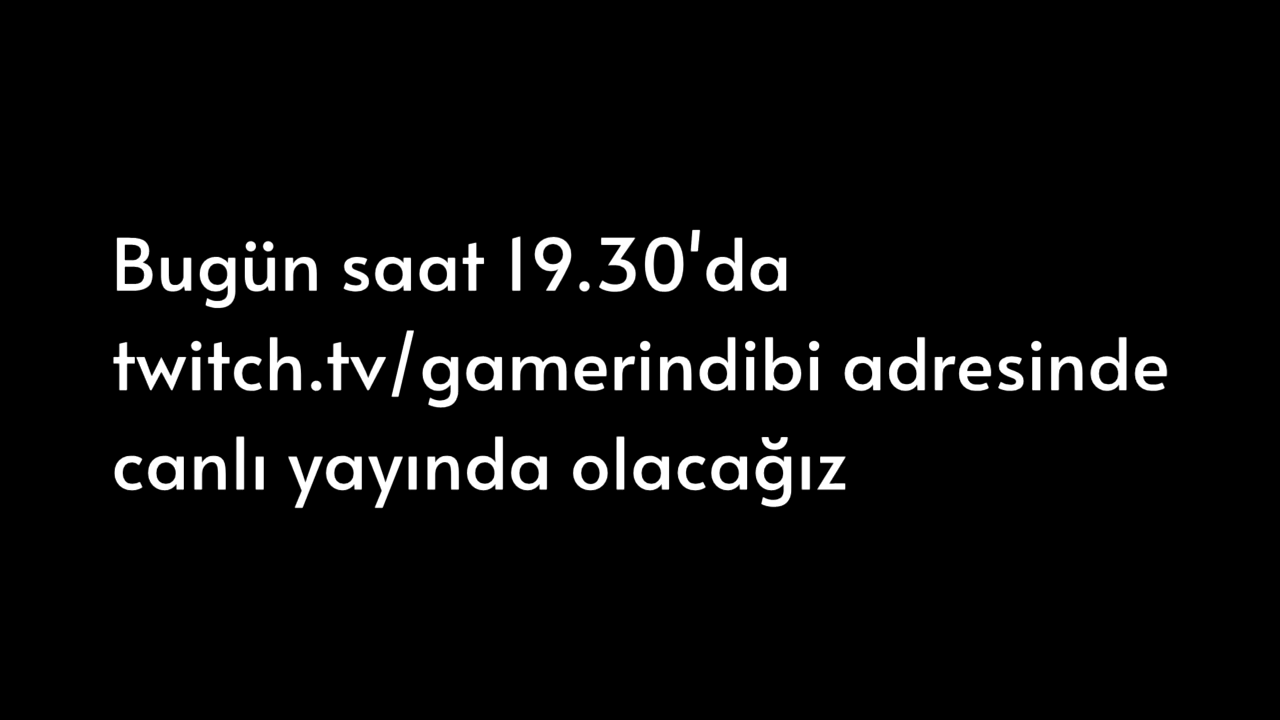 Bugün saat 19.30'da
twitch.tv/gamerindibi adresinde
canlı yayında olacağız